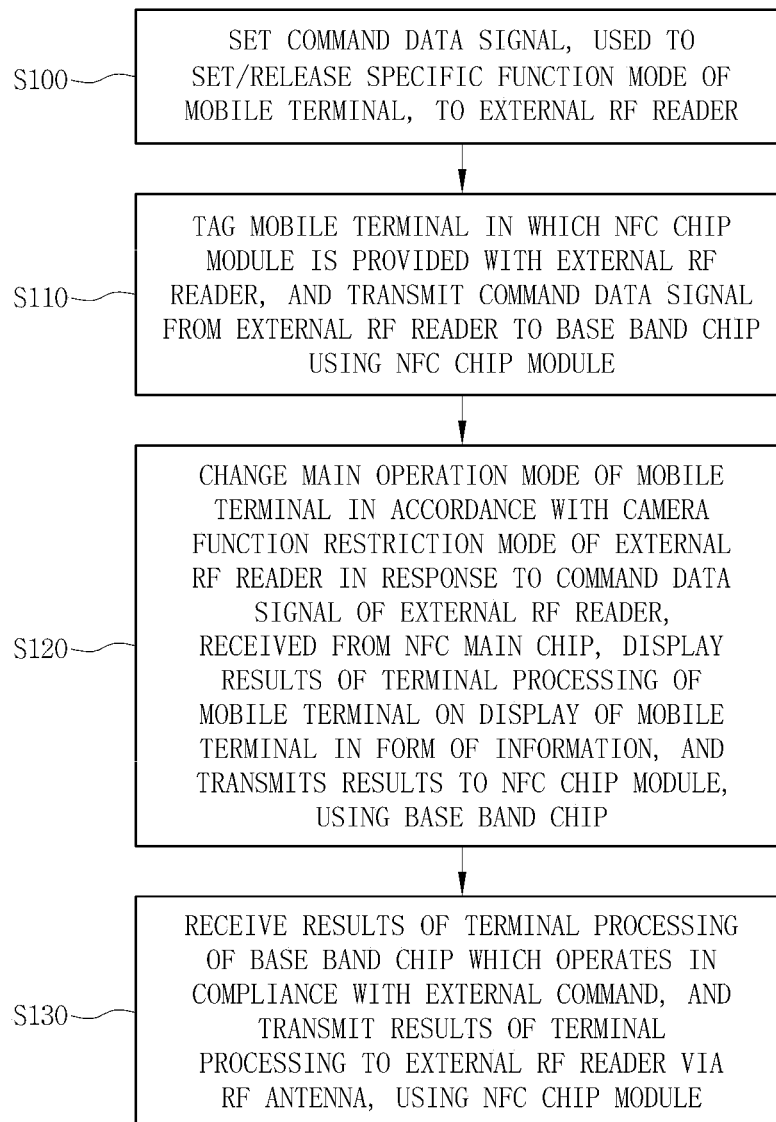 SET COMMAND DATA SIGNAL, USED TO
S100
SET/RELEASE SPECIFIC FUNCTION MODE OF
MOBILE TERMINAL, TO EXTERNAL RF READER
TAG MOBILE TERMINAL IN WHICH NFC CHIP
MODULE IS PROVIDED WITH EXTERNAL RF
S110
READER, AND TRANSMIT COMMAND DATA SIGNAL
FROM EXTERNAL RF READER TO BASE BAND CHIP
USING NFC CHIP MODULE
CHANGE MAIN OPERATION MODE OF MOBILE
TERMINAL IN ACCORDANCE WITH CAMERA
FUNCTION RESTRICTION MODE OF EXTERNAL
RF READER IN RESPONSE TO COMMAND DATA
SIGNAL OF EXTERNAL RF READER,
S120
RECEIVED FROM NFC MAIN CHIP, DISPLAY
RESULTS OF TERMINAL PROCESSING OF
MOBILE TERMINAL ON DISPLAY OF MOBILE
TERMINAL IN FORM OF INFORMATION, AND
TRANSMITS RESULTS TO NFC CHIP MODULE,
USING BASE BAND CHIP
RECEIVE RESULTS OF TERMINAL PROCESSING
OF BASE BAND CHIP WHICH OPERATES IN
S130
COMPLIANCE WITH EXTERNAL COMMAND, AND
TRANSMIT RESULTS OF TERMINAL
PROCESSING TO EXTERNAL RF READER VIA
RF ANTENNA, USING NFC CHIP MODULE